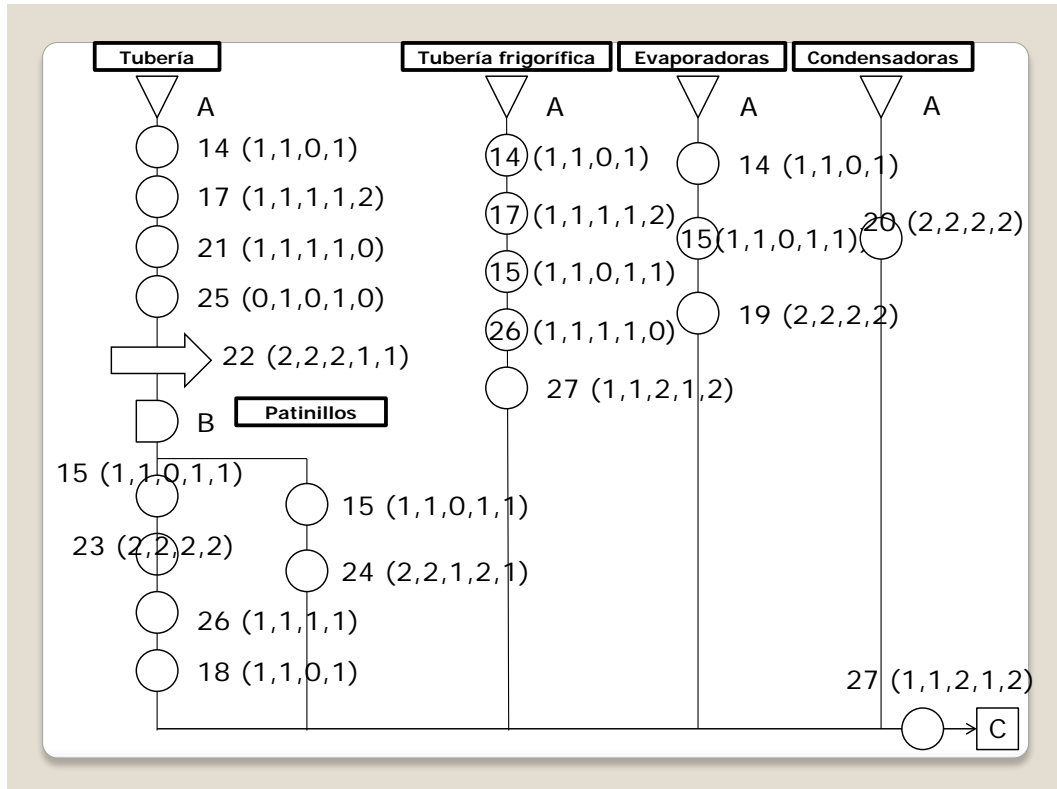 Tubería
A
14 (1,1,0,1)
17 (1,1,1,1,2)
21 (1,1,1,1,0)
25 (0,1,0,1,0)
22 (2,2,2,1,1)
B
Patinillos
15 (1,1,0,1,1)
23 (2,2,2,2)
26 (1,1,1,1)
18 (1,1,0,1)
15 (1,1,0,1,1)
24 (2,2,1,2,1)
Tubería frigorífica
A
14 (1,1,0,1)
17 (1,1,1,1,2)
15 (1,1,0,1,1)
26 (1,1,1,1,0)
27 (1,1,2,1,2)
Evaporadoras
A
14 (1,1,0,1)
15 (1,1,0,1,1)
19 (2,2,2,2)
Condensadoras
A
20 (2,2,2,2)
27 (1,1,2,1,2)
C